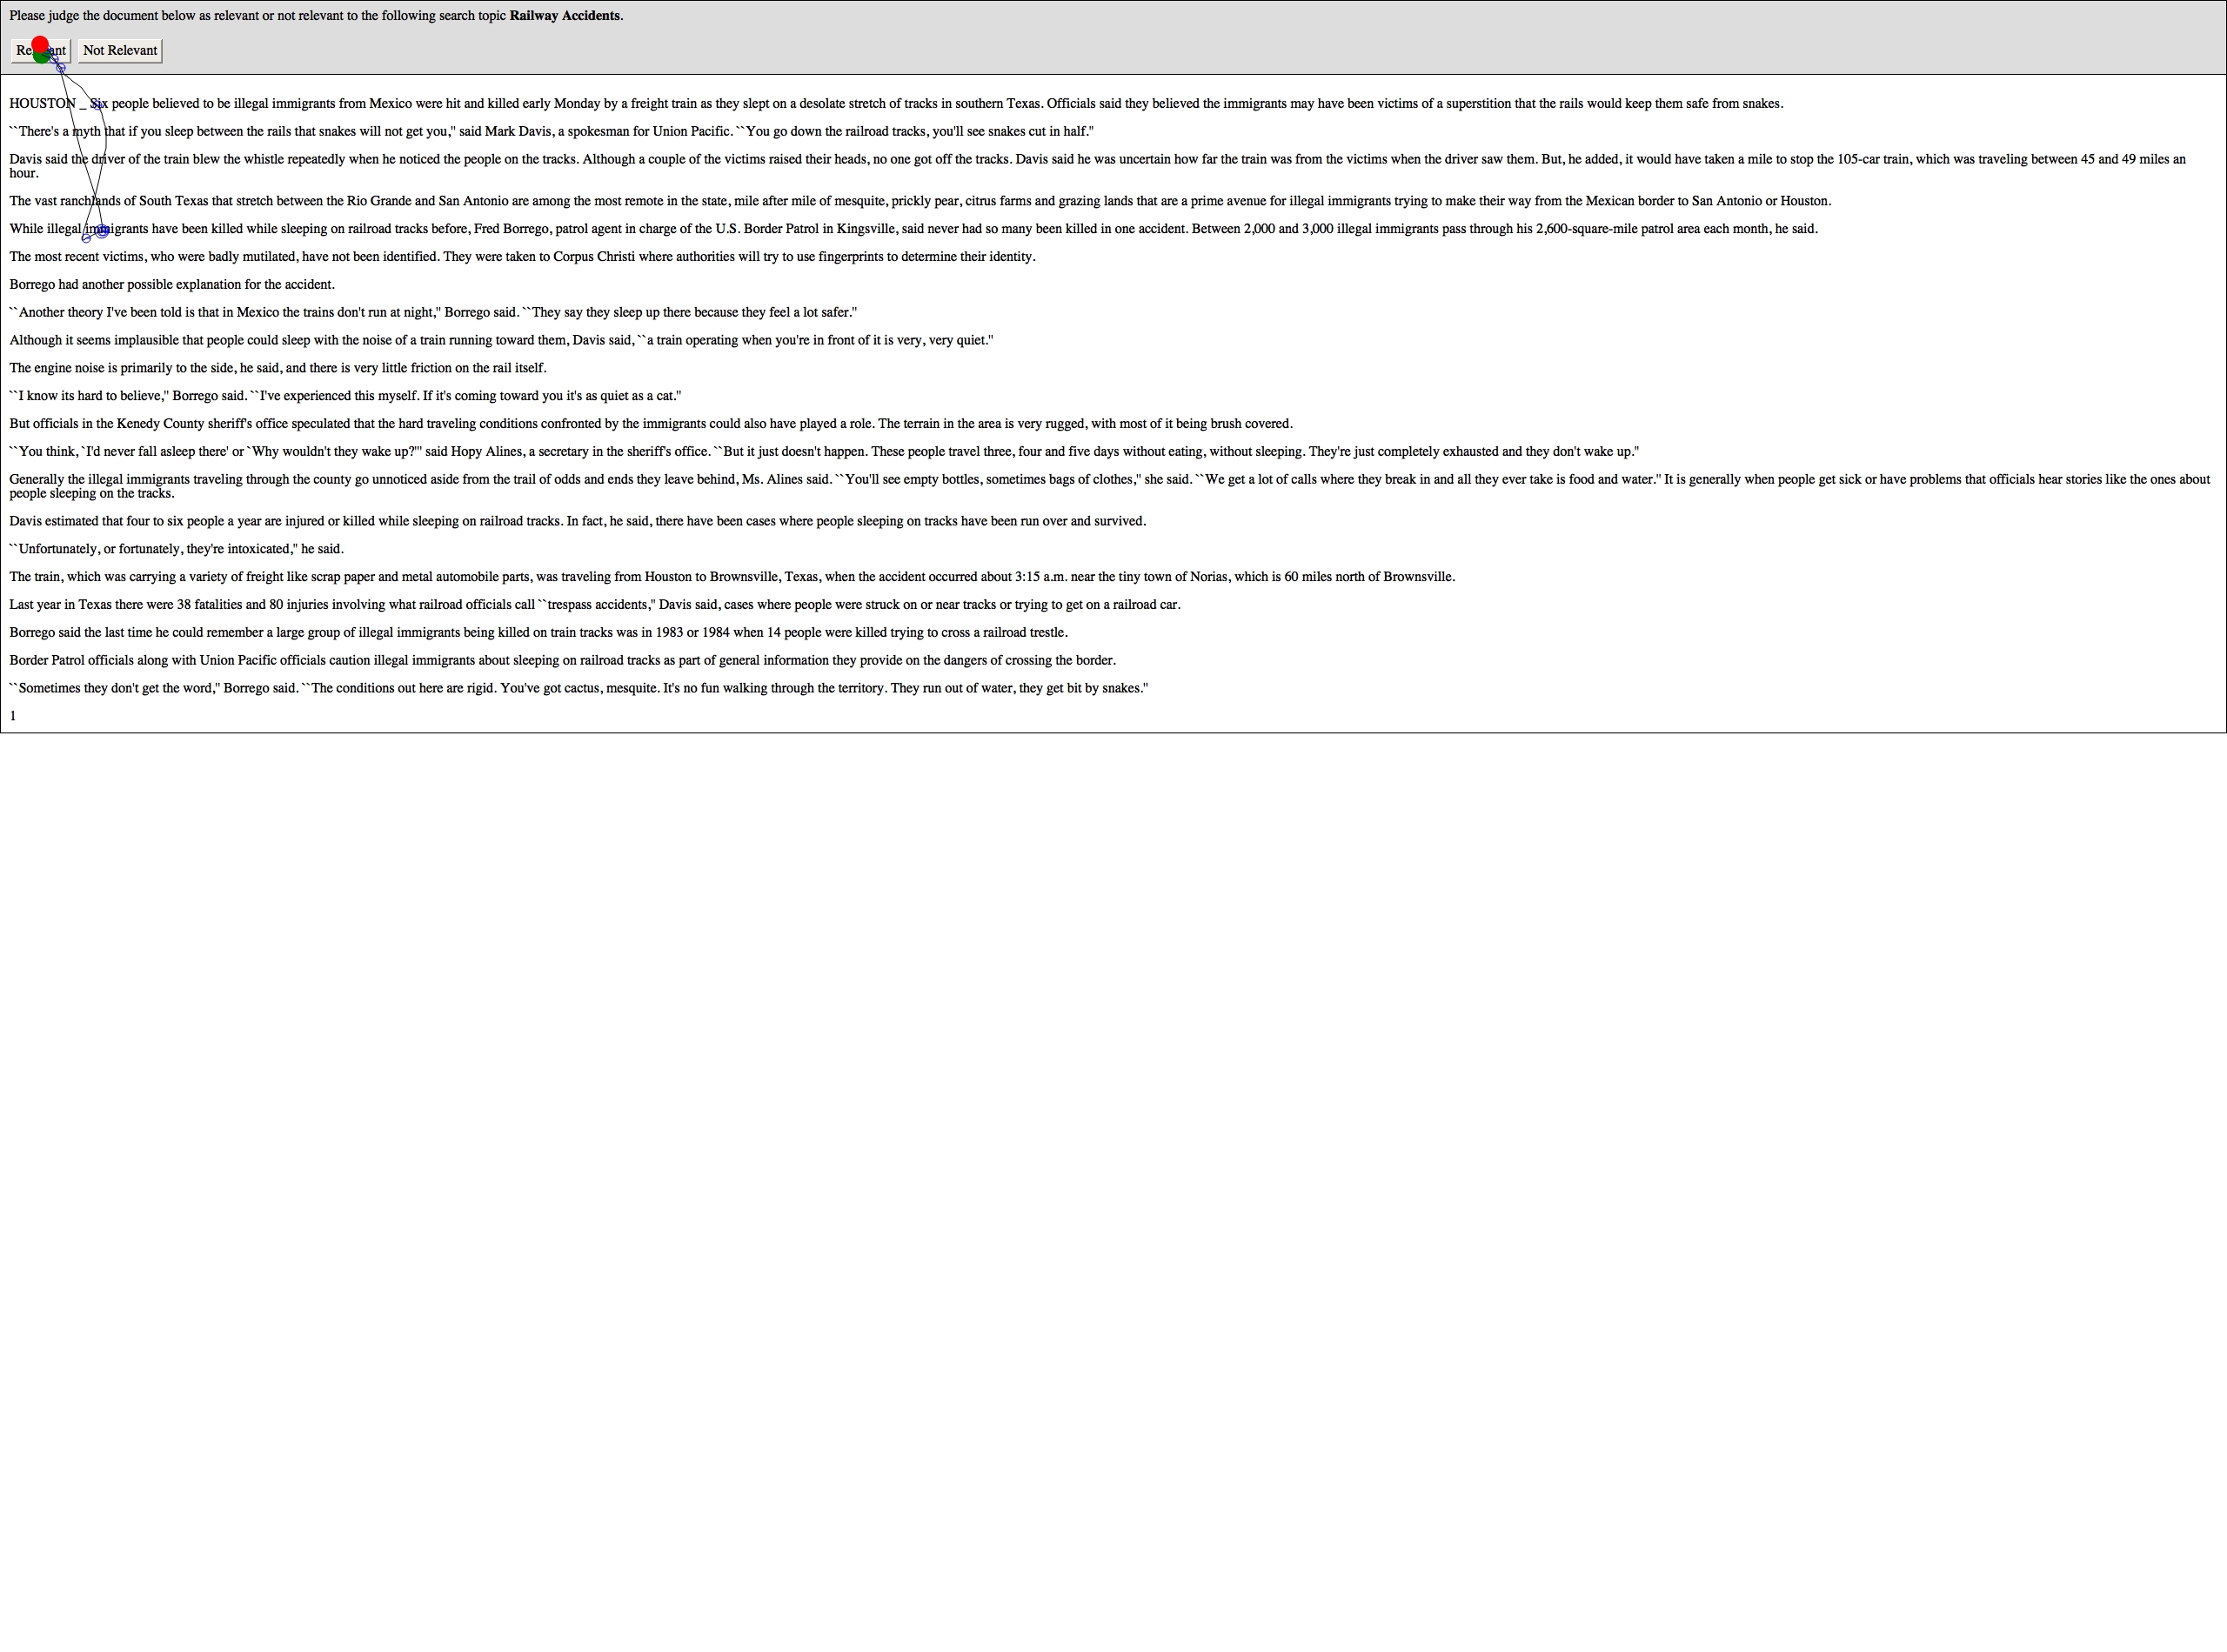 Please judge the document below as relevant or not relevant to the following search topic Railway Accidents.
Not Relevant
HOUSTON _ Six people believed to be illegal immigrants from Mexico were hit and killed early Monday by a freight train as they slept on a desolate stretch of tracks in southern Texas. Officials said they believed the immigrants may have been victims of a superstition that the rails would keep them safe from snakes.
``There's a myth that if you sleep between the rails that snakes will not get you,'' said Mark Davis, a spokesman for Union Pacific. ``You go down the railroad tracks, you'll see snakes cut in half.''
Davis said the driver of the train blew the whistle repeatedly when he noticed the people on the tracks. Although a couple of the victims raised their heads, no one got off the tracks. Davis said he was uncertain how far the train was from the victims when the driver saw them. But, he added, it would have taken a mile to stop the 105-car train, which was traveling between 45 and 49 miles an
hour.
The vast ranchlands of South Texas that stretch between the Rio Grande and San Antonio are among the most remote in the state, mile after mile of mesquite, prickly pear, citrus farms and grazing lands that are a prime avenue for illegal immigrants trying to make their way from the Mexican border to San Antonio or Houston.
While illegal immigrants have been killed while sleeping on railroad tracks before, Fred Borrego, patrol agent in charge of the U.S. Border Patrol in Kingsville, said never had so many been killed in one accident. Between 2,000 and 3,000 illegal immigrants pass through his 2,600-square-mile patrol area each month, he said.
The most recent victims, who were badly mutilated, have not been identified. They were taken to Corpus Christi where authorities will try to use fingerprints to determine their identity.
Borrego had another possible explanation for the accident.
``Another theory I've been told is that in Mexico the trains don't run at night,'' Borrego said. ``They say they sleep up there because they feel a lot safer.''
Although it seems implausible that people could sleep with the noise of a train running toward them, Davis said, ``a train operating when you're in front of it is very, very quiet.''
The engine noise is primarily to the side, he said, and there is very little friction on the rail itself.
``I know its hard to believe,'' Borrego said. ``I've experienced this myself. If it's coming toward you it's as quiet as a cat.''
But officials in the Kenedy County sheriff's office speculated that the hard traveling conditions confronted by the immigrants could also have played a role. The terrain in the area is very rugged, with most of it being brush covered.
``You think, `I'd never fall asleep there' or `Why wouldn't they wake up?''' said Hopy Alines, a secretary in the sheriff's office. ``But it just doesn't happen. These people travel three, four and five days without eating, without sleeping. They're just completely exhausted and they don't wake up.''
Generally the illegal immigrants traveling through the county go unnoticed aside from the trail of odds and ends they leave behind, Ms. Alines said. ``You'll see empty bottles, sometimes bags of clothes,'' she said. ``We get a lot of calls where they break in and all they ever take is food and water.'' It is generally when people get sick or have problems that officials hear stories like the ones about
people sleeping on the tracks.
Davis estimated that four to six people a year are injured or killed while sleeping on railroad tracks. In fact, he said, there have been cases where people sleeping on tracks have been run over and survived.
``Unfortunately, or fortunately, they're intoxicated,'' he said.
The train, which was carrying a variety of freight like scrap paper and metal automobile parts, was traveling from Houston to Brownsville, Texas, when the accident occurred about 3:15 a.m. near the tiny town of Norias, which is 60 miles north of Brownsville.
Last year in Texas there were 38 fatalities and 80 injuries involving what railroad officials call ``trespass accidents,'' Davis said, cases where people were struck on or near tracks or trying to get on a railroad car.
Borrego said the last time he could remember a large group of illegal immigrants being killed on train tracks was in 1983 or 1984 when 14 people were killed trying to cross a railroad trestle.
Border Patrol officials along with Union Pacific officials caution illegal immigrants about sleeping on railroad tracks as part of general information they provide on the dangers of crossing the border.
``Sometimes they don't get the word,'' Borrego said. ``The conditions out here are rigid. You've got cactus, mesquite. It's no fun walking through the territory. They run out of water, they get bit by snakes.''
1